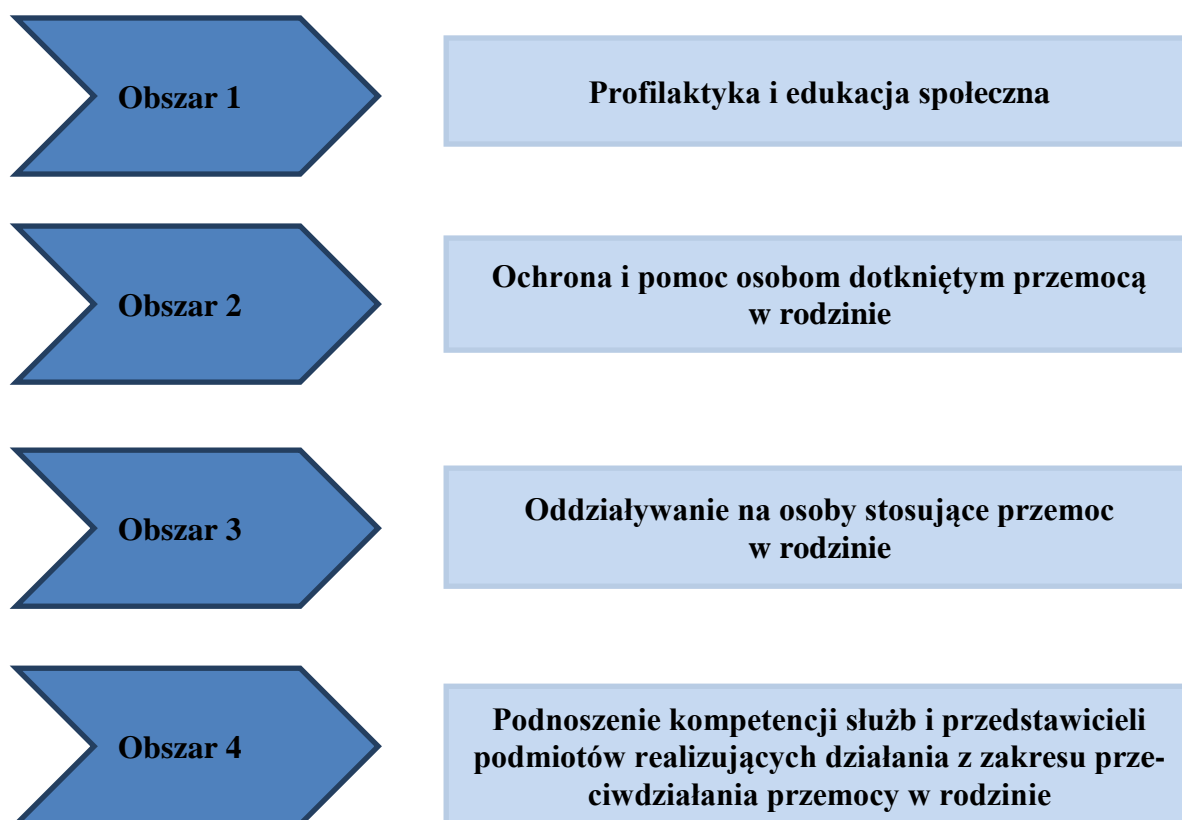 Obszar 1
Profilaktyka i edukacja społeczna
Obszar 2
Ochrona i pomoc osobom dotkniętym przemocą
w rodzinie
Obszar 3
Oddziaływanie na osoby stosujące przemoc
w rodzinie
Obszar 4
Podnoszenie kompetencji służb i przedstawicieli
podmiotów realizujących działania z zakresu prze-
ciwdziałania przemocy w rodzinie